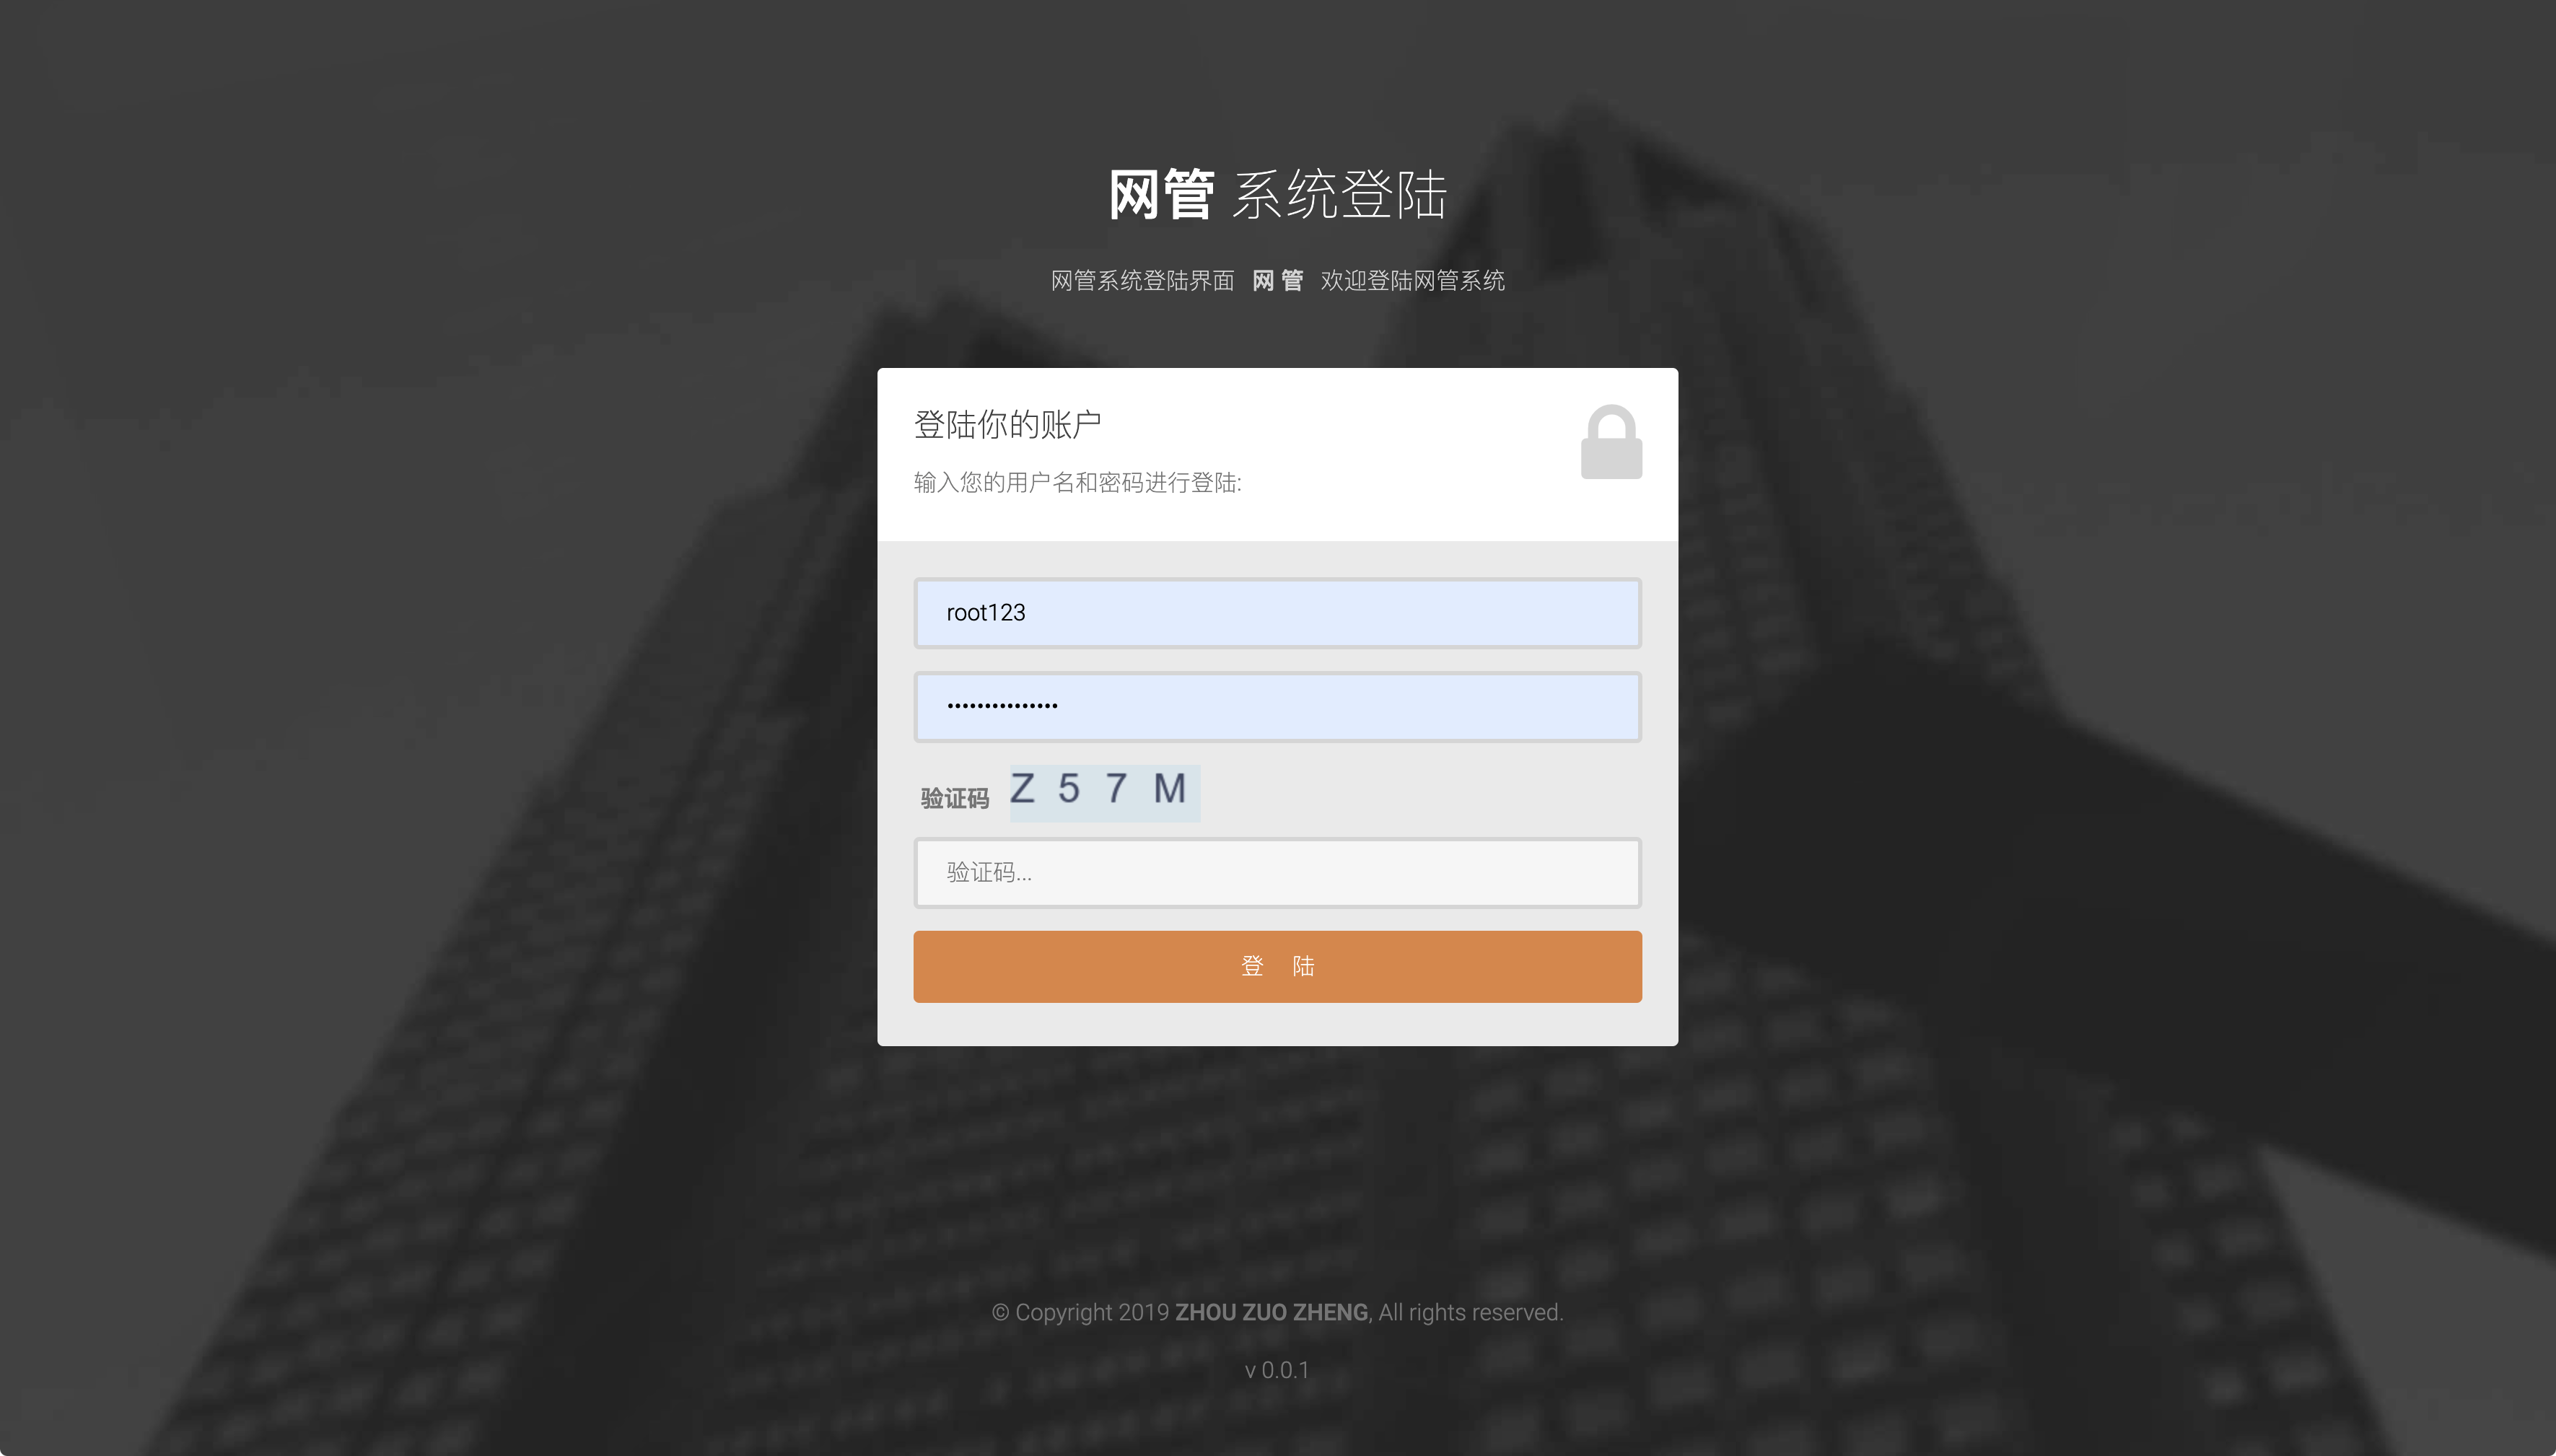 网管 系统登陆
网管系统登陆界面 网 管 欢迎登陆网管系统
登陆你的账户
输入您的用户名和密码进行登陆:
root123
•••••••••••••••
验证码 Z 5 7 M
验证码...
登 陆
© Copyright 2019 ZHOU ZUO ZHENG, All rights reserved.
v 0.0.1